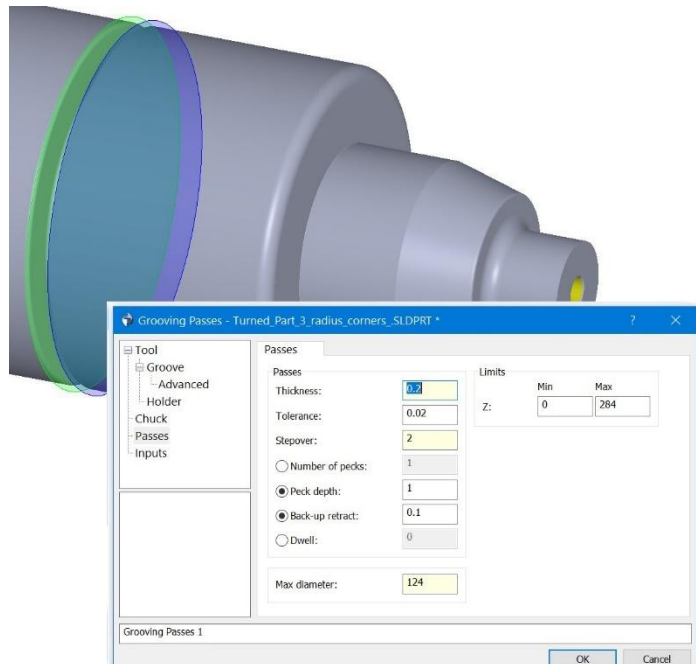 Grooving Passes - Turned_Part_3_radius_corners_.SLDPRT *
? ×
Tool
Groove
Advanced
Holder
Chuck
Passes
Inputs
Passes
Passes
Thickness: 0.2
Tolerance: 0.02
Stepover: 2
Number of pecks: 1
Peck depth: 1
Back-up retract: 0.1
Dwell: 0
Max diameter: 124
Limits
Min Max
Z: 0 284
Grooving Passes 1
OK Cancel